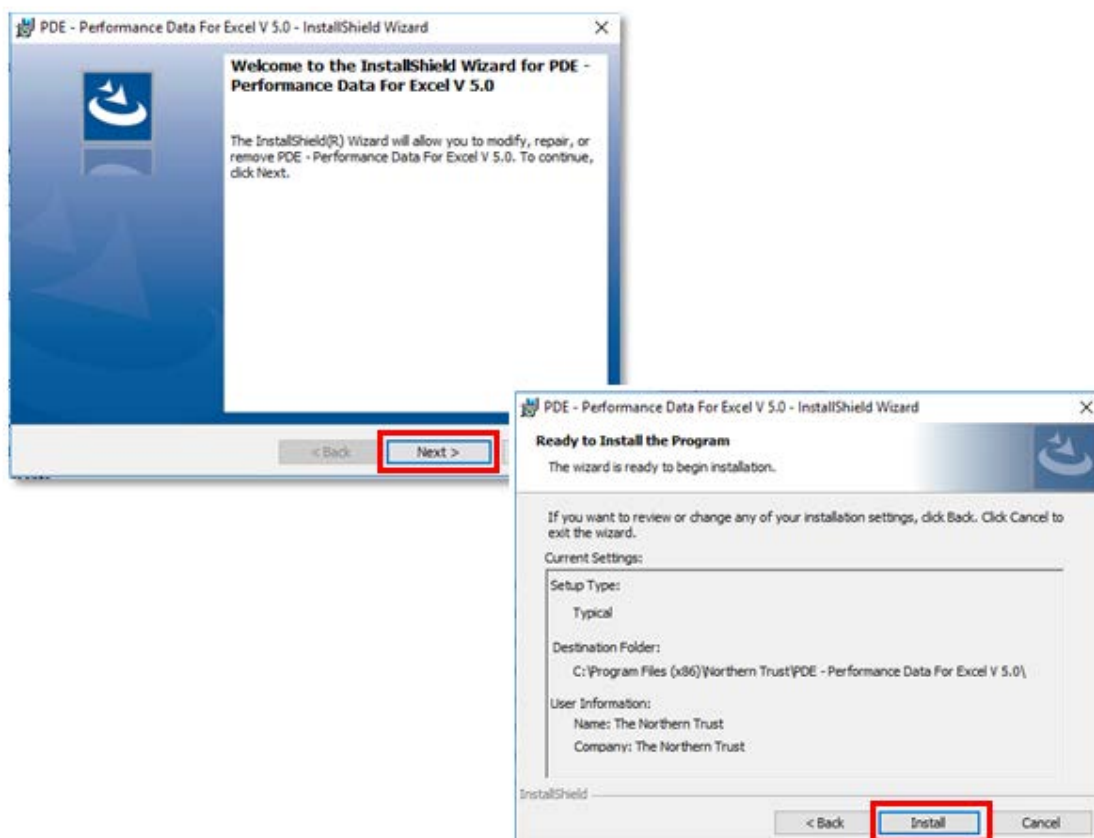 PDE - Performance Data For Excel V 5.0 - InstallShield Wizard
Welcome to the InstallShield Wizard for PDE -
Performance Data For Excel V 5.0
The InstallShield(R) Wizard will allow you to modify, repair, or
remove PDE - Performance Data For Excel V 5.0. To continue,
click Next.
< Back
Next >
PDE - Performance Data For Excel V 5.0 - InstallShield Wizard
Ready to Install the Program
The wizard is ready to begin installation.
If you want to review or change any of your installation settings, click Back. Click Cancel to
exit the wizard.
Current Settings:
Setup Type:
Typical
Destination Folder:
C:\Program Files (x86)\Northern Trust\PDE - Performance Data For Excel V 5.0\
User Information:
Name: The Northern Trust
Company: The Northern Trust
InstallShield
< Back
Install
Cancel